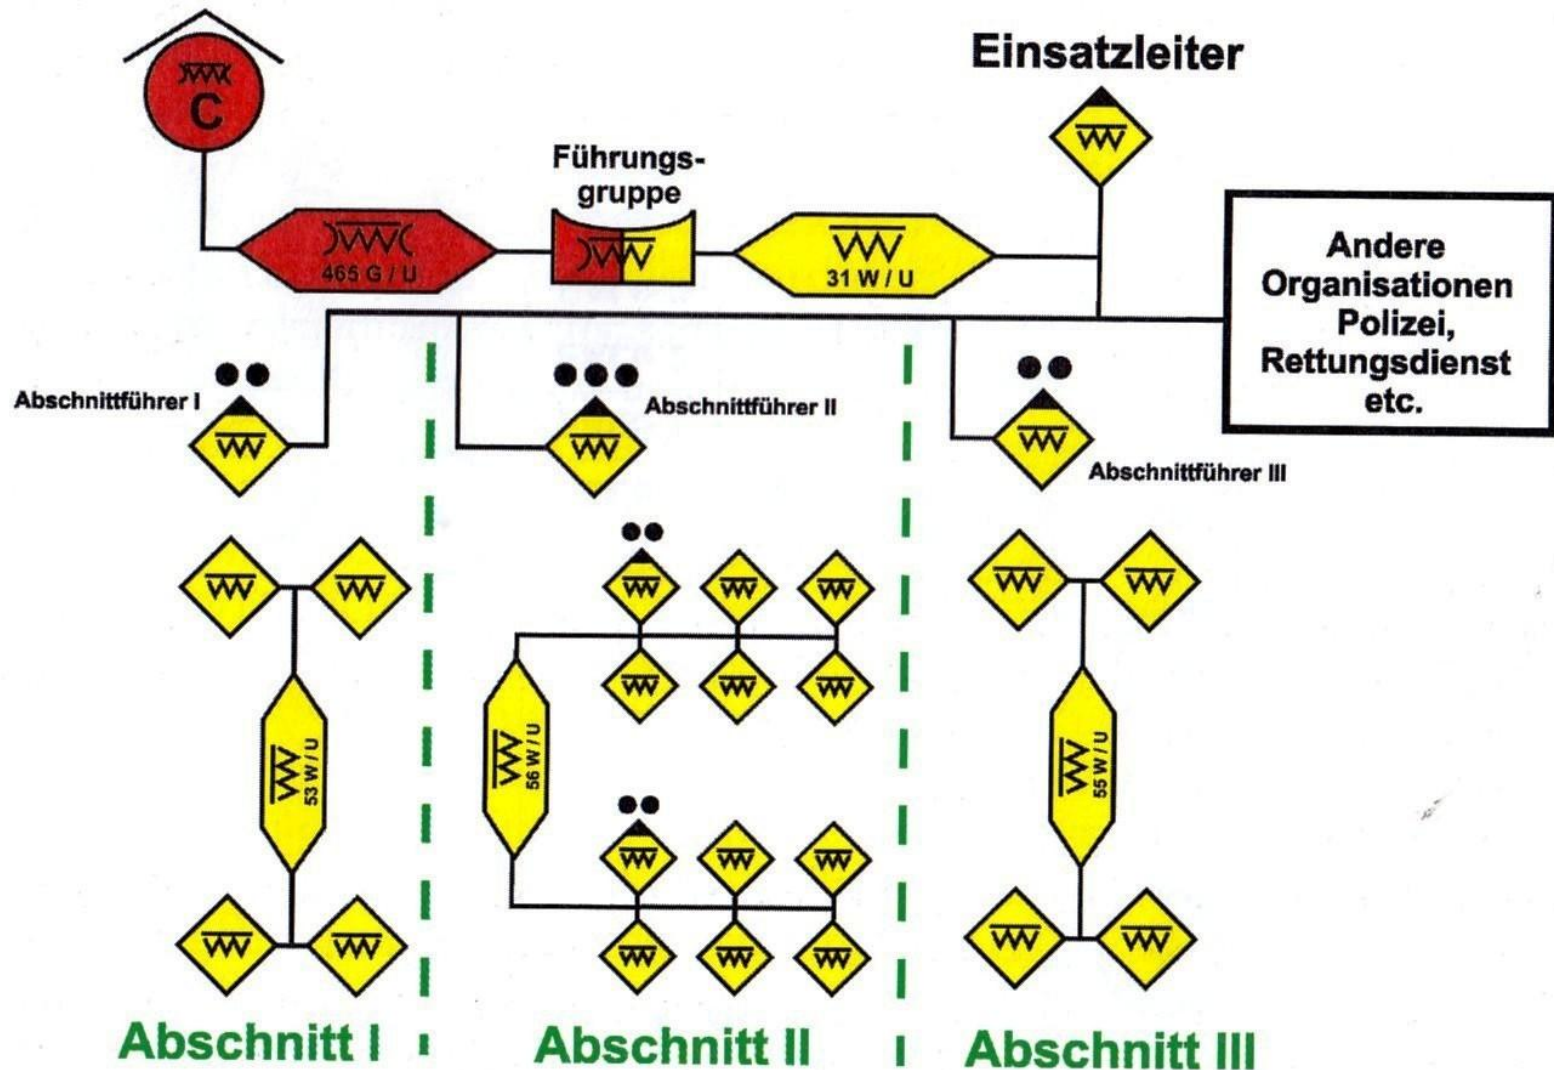 C
Einsatzleiter
Führungs-
gruppe
465 G / U
31 W / U
Andere
Organisationen
Polizei,
Rettungsdienst
etc.
Abschnittführer I
Abschnittführer II
Abschnittführer III
53 W / U
56 W / U
55 W / U
Abschnitt I
Abschnitt II
Abschnitt III